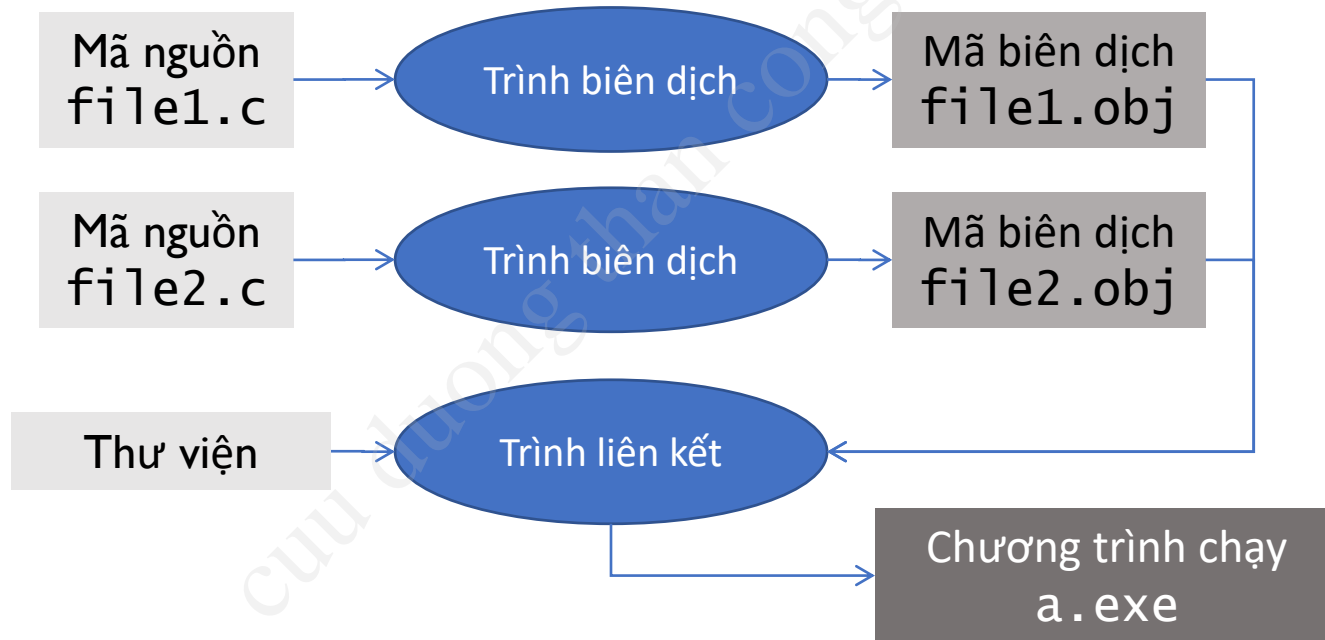 Mã nguồn
file1.c
Trình biên dịch
Mã biên dịch
file1.obj
Mã nguồn
file2.c
Trình biên dịch
Mã biên dịch
file2.obj
Thư viện
Trình liên kết
Chương trình chạy
a.exe
cuu duong than cong